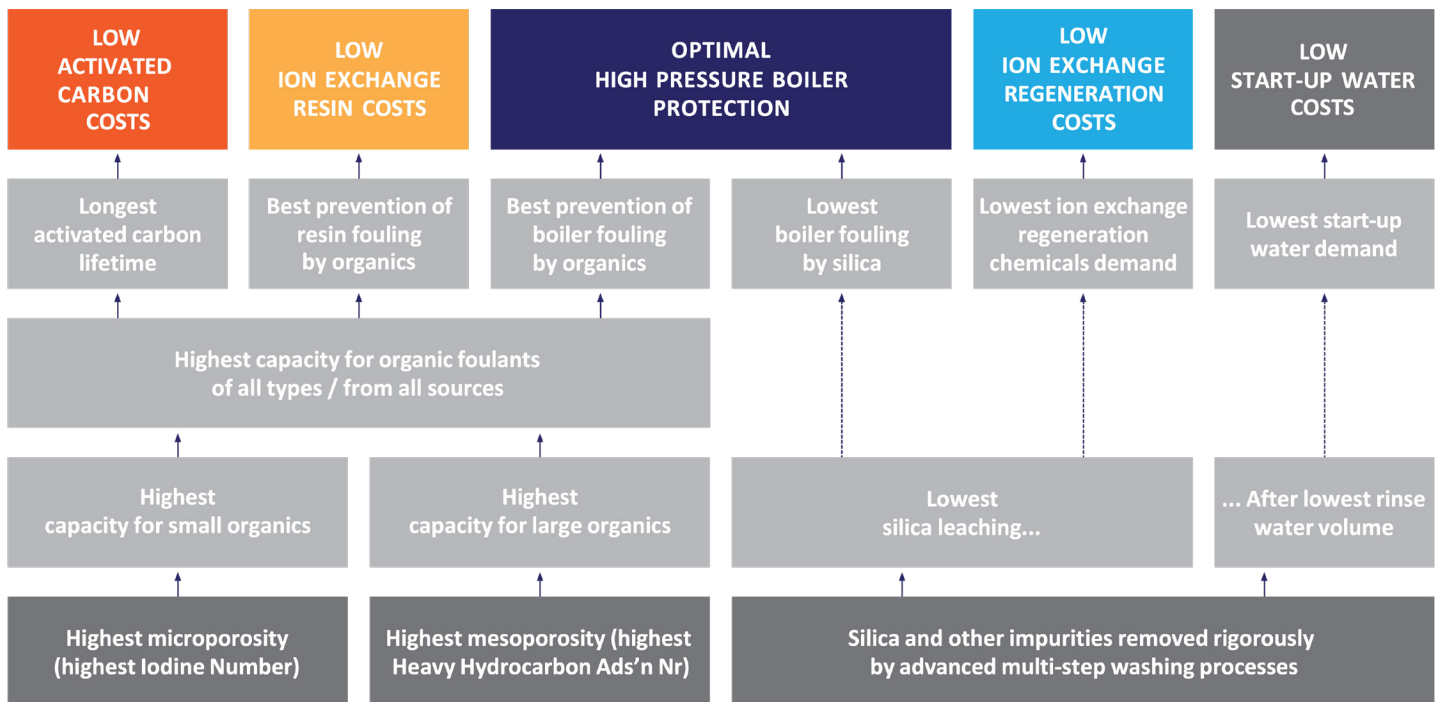 LOW
ACTIVATED
CARBON
COSTS
LOW
ION EXCHANGE
RESIN COSTS
OPTIMAL
HIGH PRESSURE BOILER
PROTECTION
LOW
ION EXCHANGE
REGENERATION
COSTS
LOW
START-UP WATER
COSTS
Longest
activated carbon
lifetime
Best prevention of
resin fouling
by organics
Best prevention of
boiler fouling
by organics
Lowest
boiler fouling
by silica
Lowest ion exchange
regeneration
chemicals demand
Lowest start-up
water demand
Highest capacity for organic foulants
of all types / from all sources
Highest
capacity for small organics
Highest
capacity for large organics
Lowest
silica leaching...
... After lowest rinse
water volume
Highest microporosity
(highest Iodine Number)
Highest mesoporosity (highest
Heavy Hydrocarbon Ads’n Nr)
Silica and other impurities removed rigorously
by advanced multi-step washing processes